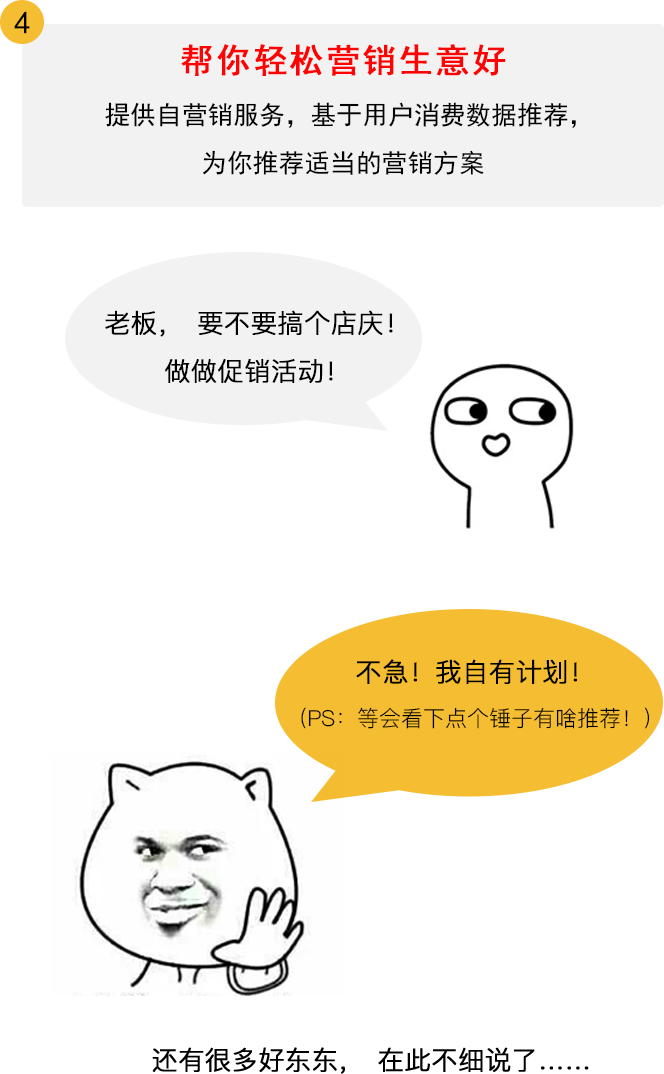 4
帮你轻松营销生意好
提供自营销服务，基于用户消费数据推荐，
为你推荐适当的营销方案
老板， 要不要搞个店庆！
做做促销活动！
不急！我自有计划！
（PS：等会看下点个锤子有啥推荐！）
还有很多好东东， 在此不细说了......